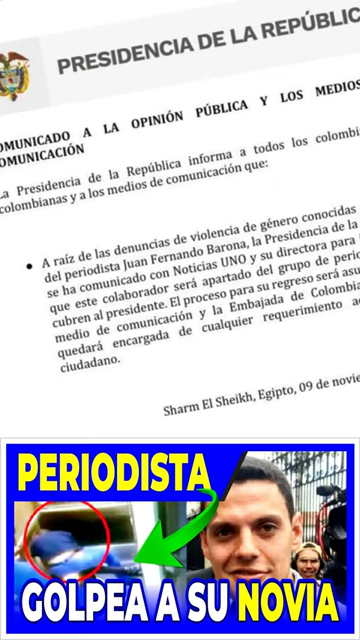 PRESIDENCIA DE LA REPÚBLIC
OMUNICADO A LA OPINIÓN PÚBLICA Y LOS MEDIOS
OMUNICACIÓN
La Presidencia de la República informa a todos los colombia
colombianas y a los medios de comunicación que:
• A raíz de las denuncias de violencia de género conocidas
del periodista Juan Fernando Barona, la Presidencia de la
se ha comunicado con Noticias UNO y su directora para
que este colaborador será apartado del grupo de perio
cubren al presidente. El proceso para su regreso será asu
medio de comunicación y la Embajada de Colombia
quedará encargada de cualquier requerimiento a
ciudadano.
Sharm El Sheikh, Egipto, 09 de novie
PERIODISTA
GOLPEA A SU NOVIA